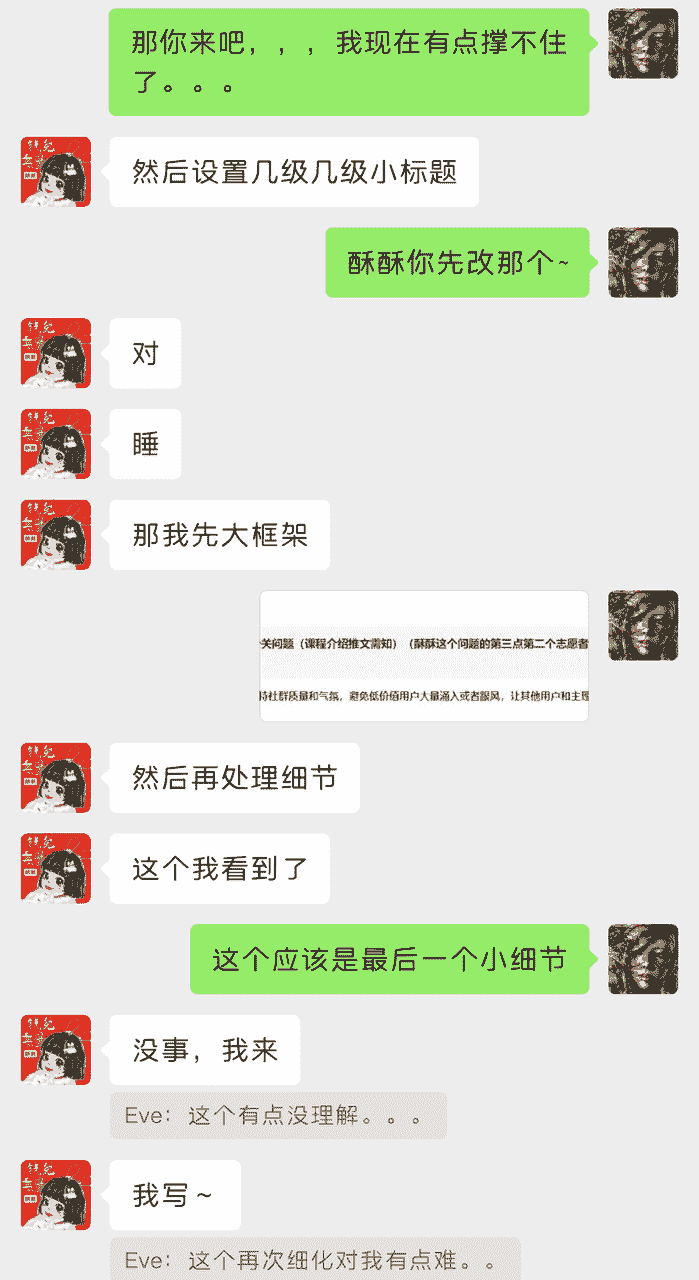 那你来吧，，，我现在有点撑不住
了。。。
然后设置几级几级小标题
酥酥你先改那个~
对
睡
那我先大框架
关问题（课程介绍推文需知）（酥酥这个问题的第三点第二个志愿者
持社群质量和气氛，避免低价值用户大量涌入或者跟风，让其他用户和主理
然后再处理细节
这个我看到了
这个应该是最后一个小细节
没事，我来
Eve：这个有点没理解。。。
我写~
Eve：这个再次细化对我有点难。。